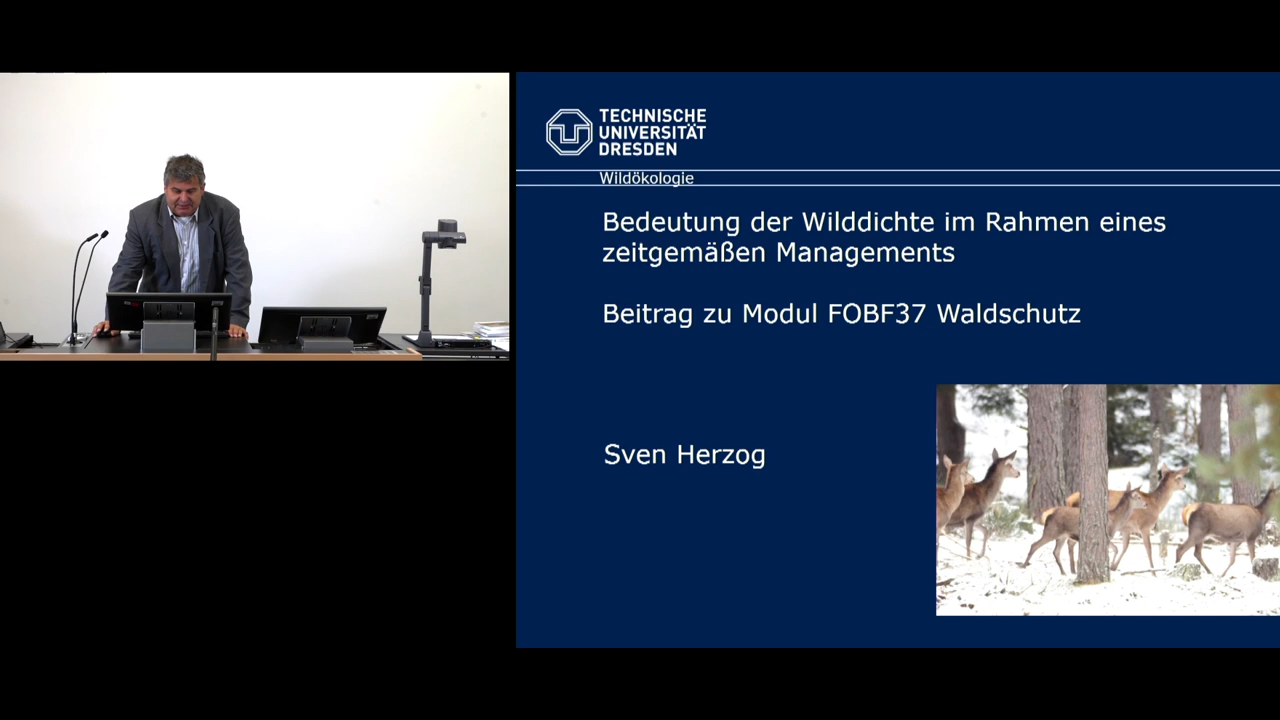 TECHNISCHE
UNIVERSITÄT
DRESDEN
Wildökologie
Bedeutung der Wilddichte im Rahmen eines
zeitgemäßen Managements
Beitrag zu Modul FOBF37 Waldschutz
Sven Herzog